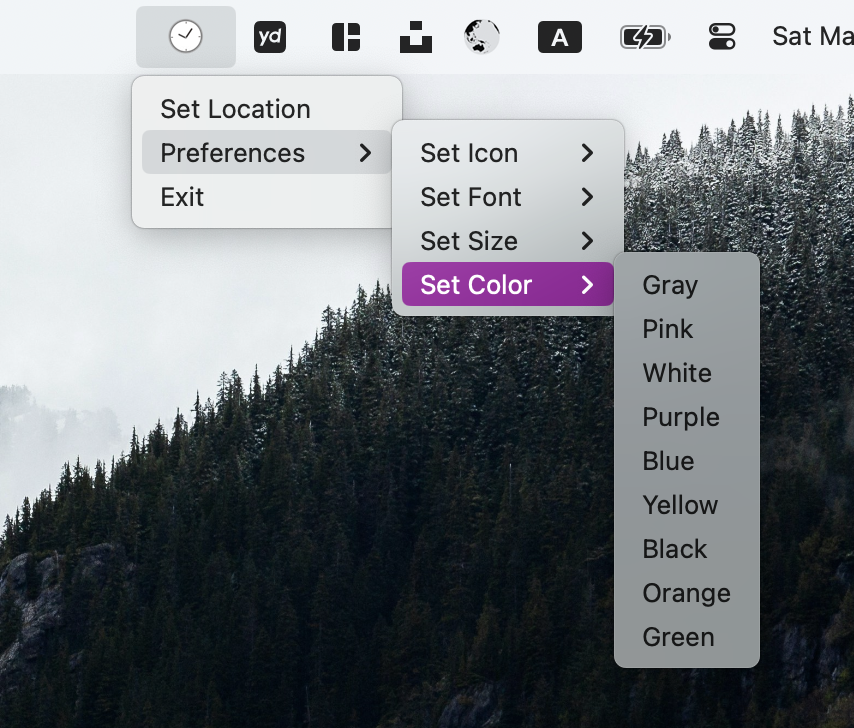 yd
A
Sat Ma
Set Location
Preferences
Exit
Set Icon
Set Font
Set Size
Set Color
Gray
Pink
White
Purple
Blue
Yellow
Black
Orange
Green